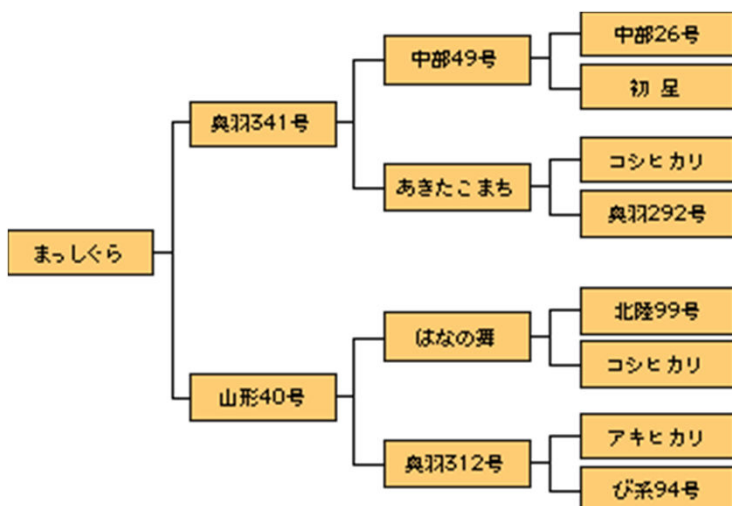 中部26号
中部49号
初 星
奥羽341号
コシヒカリ
あきたこまち
奥羽292号
まっしぐら
北陸99号
はなの舞
コシヒカリ
山形40号
アキヒカリ
奥羽312号
び系94号